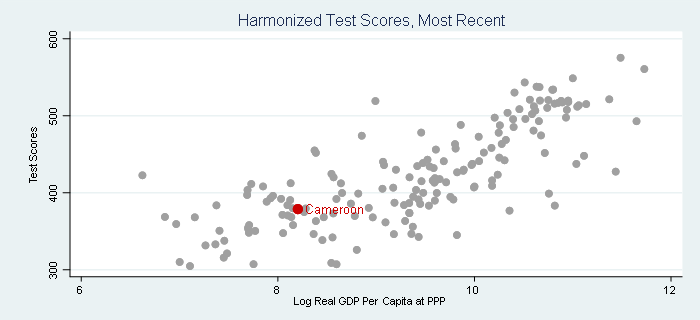 Harmonized Test Scores, Most Recent
600
500
400
300
Test Scores
Cameroon
6
8
10
12
Log Real GDP Per Capita at PPP